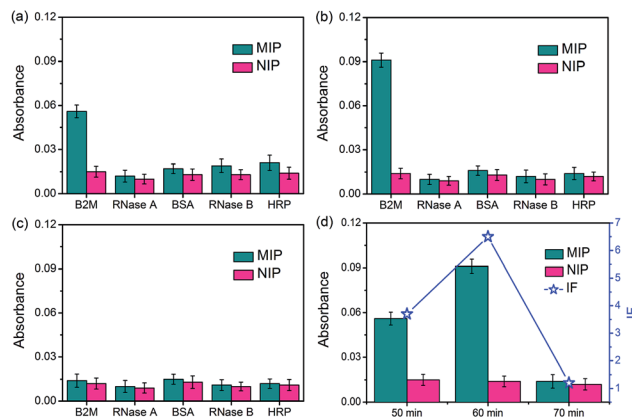 (a)
0.12
MIP
NIP
0.09
0.06
0.03
0.00
Absorbance
B2M RNase A BSA RNase B HRP
(b)
0.12
MIP
NIP
0.09
0.06
0.03
0.00
Absorbance
B2M RNase A BSA RNase B HRP
(c)
0.12
MIP
NIP
0.09
0.06
0.03
0.00
Absorbance
B2M RNase A BSA RNase B HRP
(d)
0.12
MIP
NIP
IF
0.09
0.06
0.03
0.00
Absorbance
7
6
5
4
3
2
1
IF
50 min 60 min 70 min